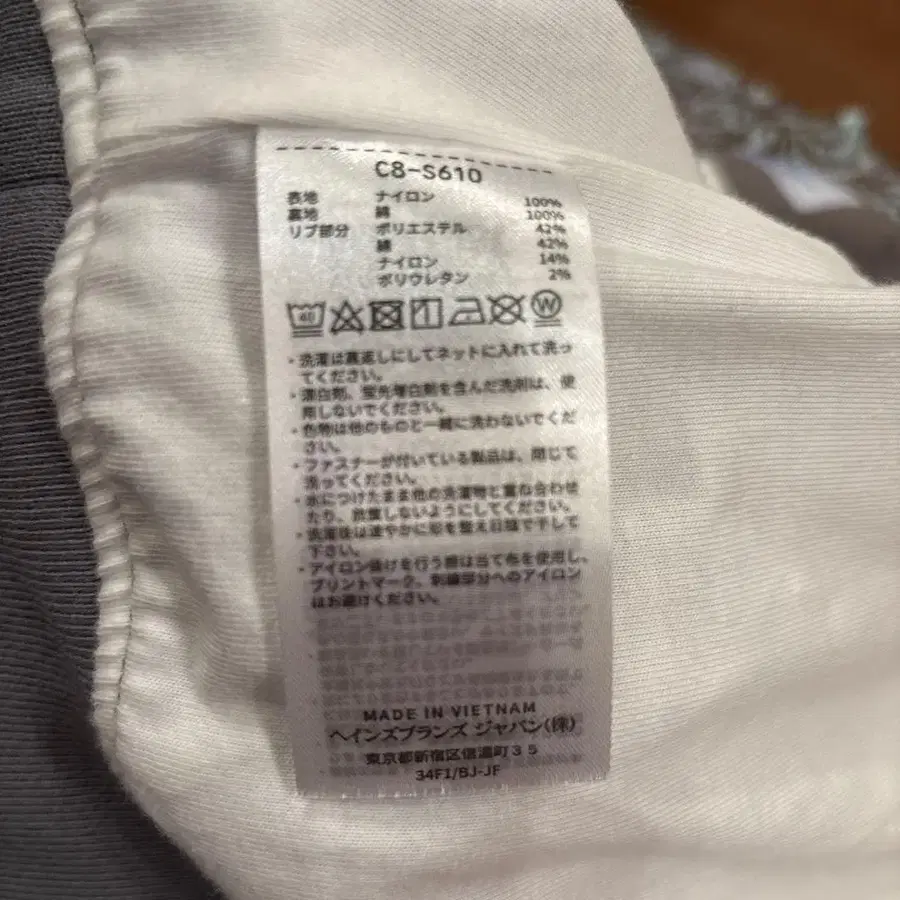 C8-S610
表地 ナイロン 100%
裏地 綿 100%
リブ部分 ポリエステル 42%
綿 42%
ナイロン 14%
ポリウレタン 2%
40 W
・洗濯は裏返しにしてネットに入れて洗っ
てください。
・漂白剤、蛍光増白剤を含んだ洗剤は、使
用しないでください。
・色物は他のものと一緒に洗わないでくだ
さい。
・ファスナーが付いている製品は、閉じて
洗ってください。
・水につけたまま他の洗濯物と重ね合わせ
たり、放置しないようにしてください。
・洗濯後は速やかに形を整え日陰で干して
下さい。
・アイロン掛けを行う際は当て布を使用し、
プリントマーク、刺繍部分へのアイロン
はお避けください。
MADE IN VIETNAM
ヘインズブランズ ジャパン(株)
東京都新宿区信濃町35
34F1/BJ-JF